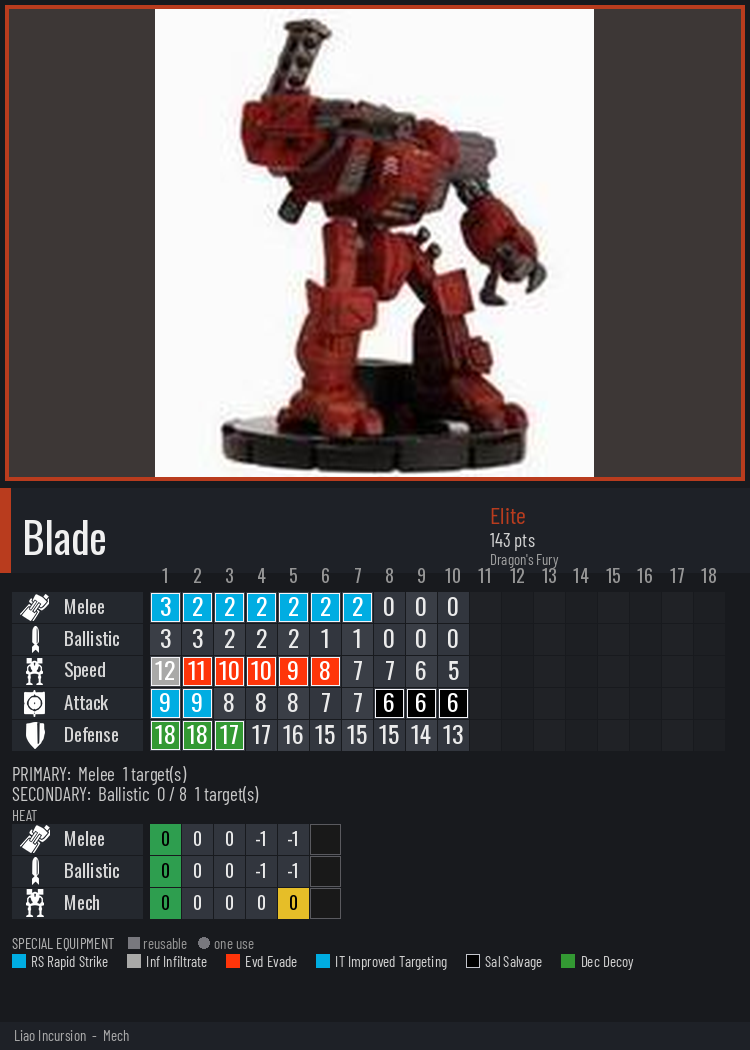 Blade
Elite
143 pts
Dragon's Fury
1 2 3 4 5 6 7 8 9 10 11 12 13 14 15 16 17 18
Melee 3 2 2 2 2 2 2 0 0 0
Ballistic 3 3 2 2 2 1 1 0 0 0
Speed 12 11 10 10 9 8 7 7 6 5
Attack 9 9 8 8 8 7 7 6 6 6
Defense 18 18 17 17 16 15 15 15 14 13
PRIMARY: Melee 1 target(s)
SECONDARY: Ballistic 0 / 8 1 target(s)
HEAT
Melee 0 0 0 -1 -1
Ballistic 0 0 0 -1 -1
Mech 0 0 0 0 0
SPECIAL EQUIPMENT reusable one use
RS Rapid Strike Inf Infiltrate Evd Evade IT Improved Targeting Sal Salvage Dec Decoy
Liao Incursion - Mech